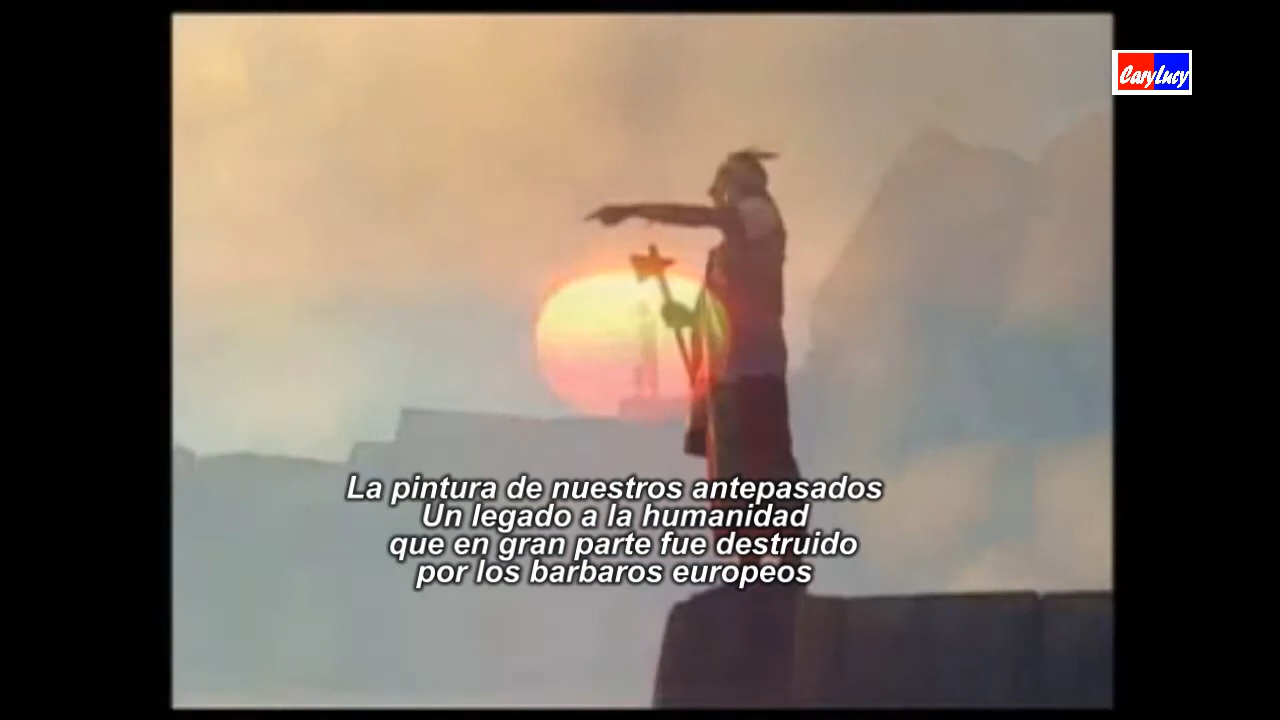 CaryLucy
La pintura de nuestros antepasados
Un legado a la humanidad
que en gran parte fue destruido
por los barbaros europeos